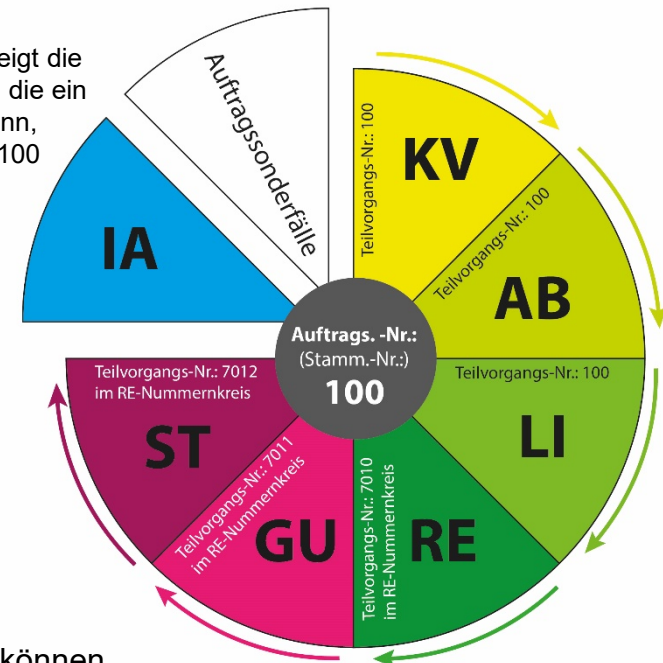 eigt die
die ein
nn,
100
Auftragssonderfälle
IA
Teilvorgangs-Nr.: 100
KV
Teilvorgangs-Nr.: 100
AB
Teilvorgangs-Nr.: 100
LI
Auftrags. -Nr.:
(Stamm.-Nr.:)
100
Teilvorgangs-Nr.: 7010
im RE-Nummernkreis
RE
Teilvorgangs-Nr.: 7011
im RE-Nummernkreis
GU
Teilvorgangs-Nr.: 7012
im RE-Nummernkreis
ST
können